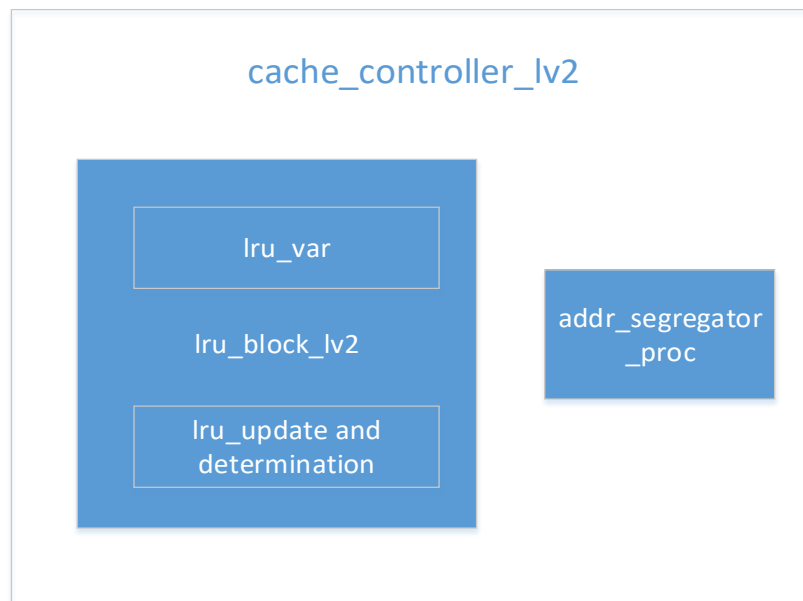 cache_controller_lv2
lru_var
lru_block_lv2
lru_update and
determination
addr_segregator
_proc